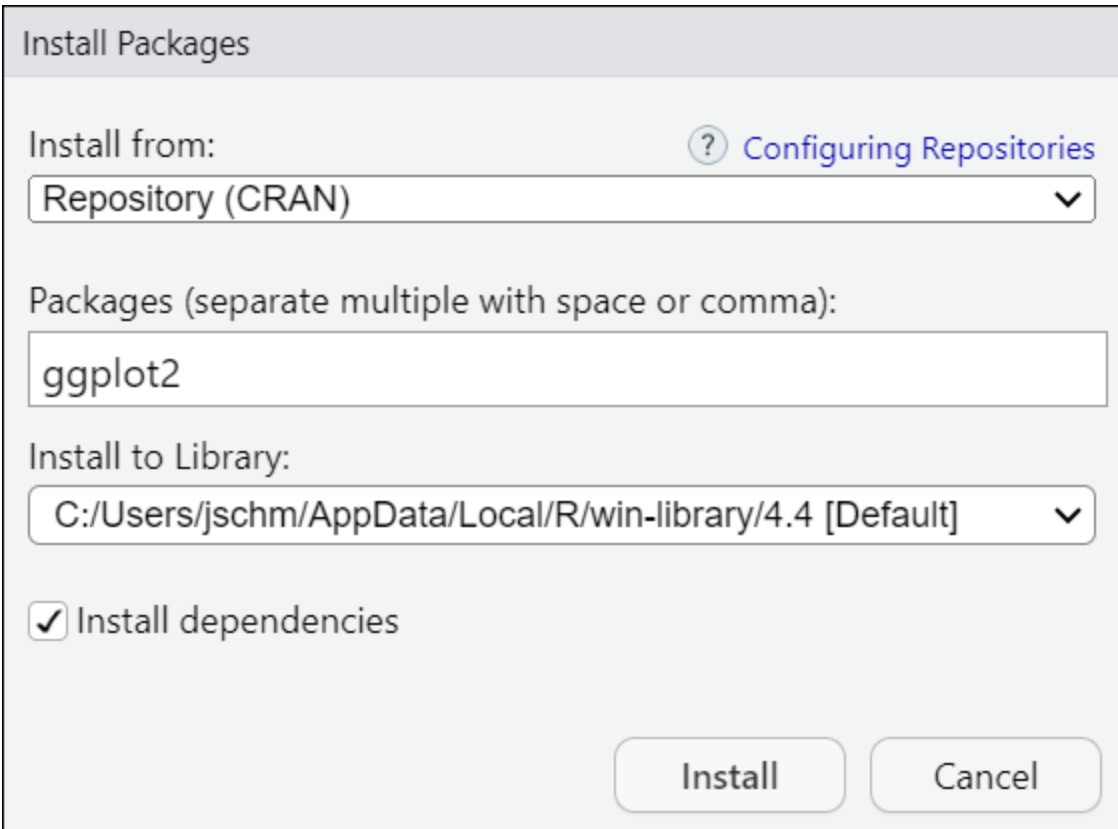 Install Packages
Install from:
? Configuring Repositories
Repository (CRAN)
Packages (separate multiple with space or comma):
ggplot2
Install to Library:
C:/Users/jschm/AppData/Local/R/win-library/4.4 [Default]
Install dependencies
Install
Cancel